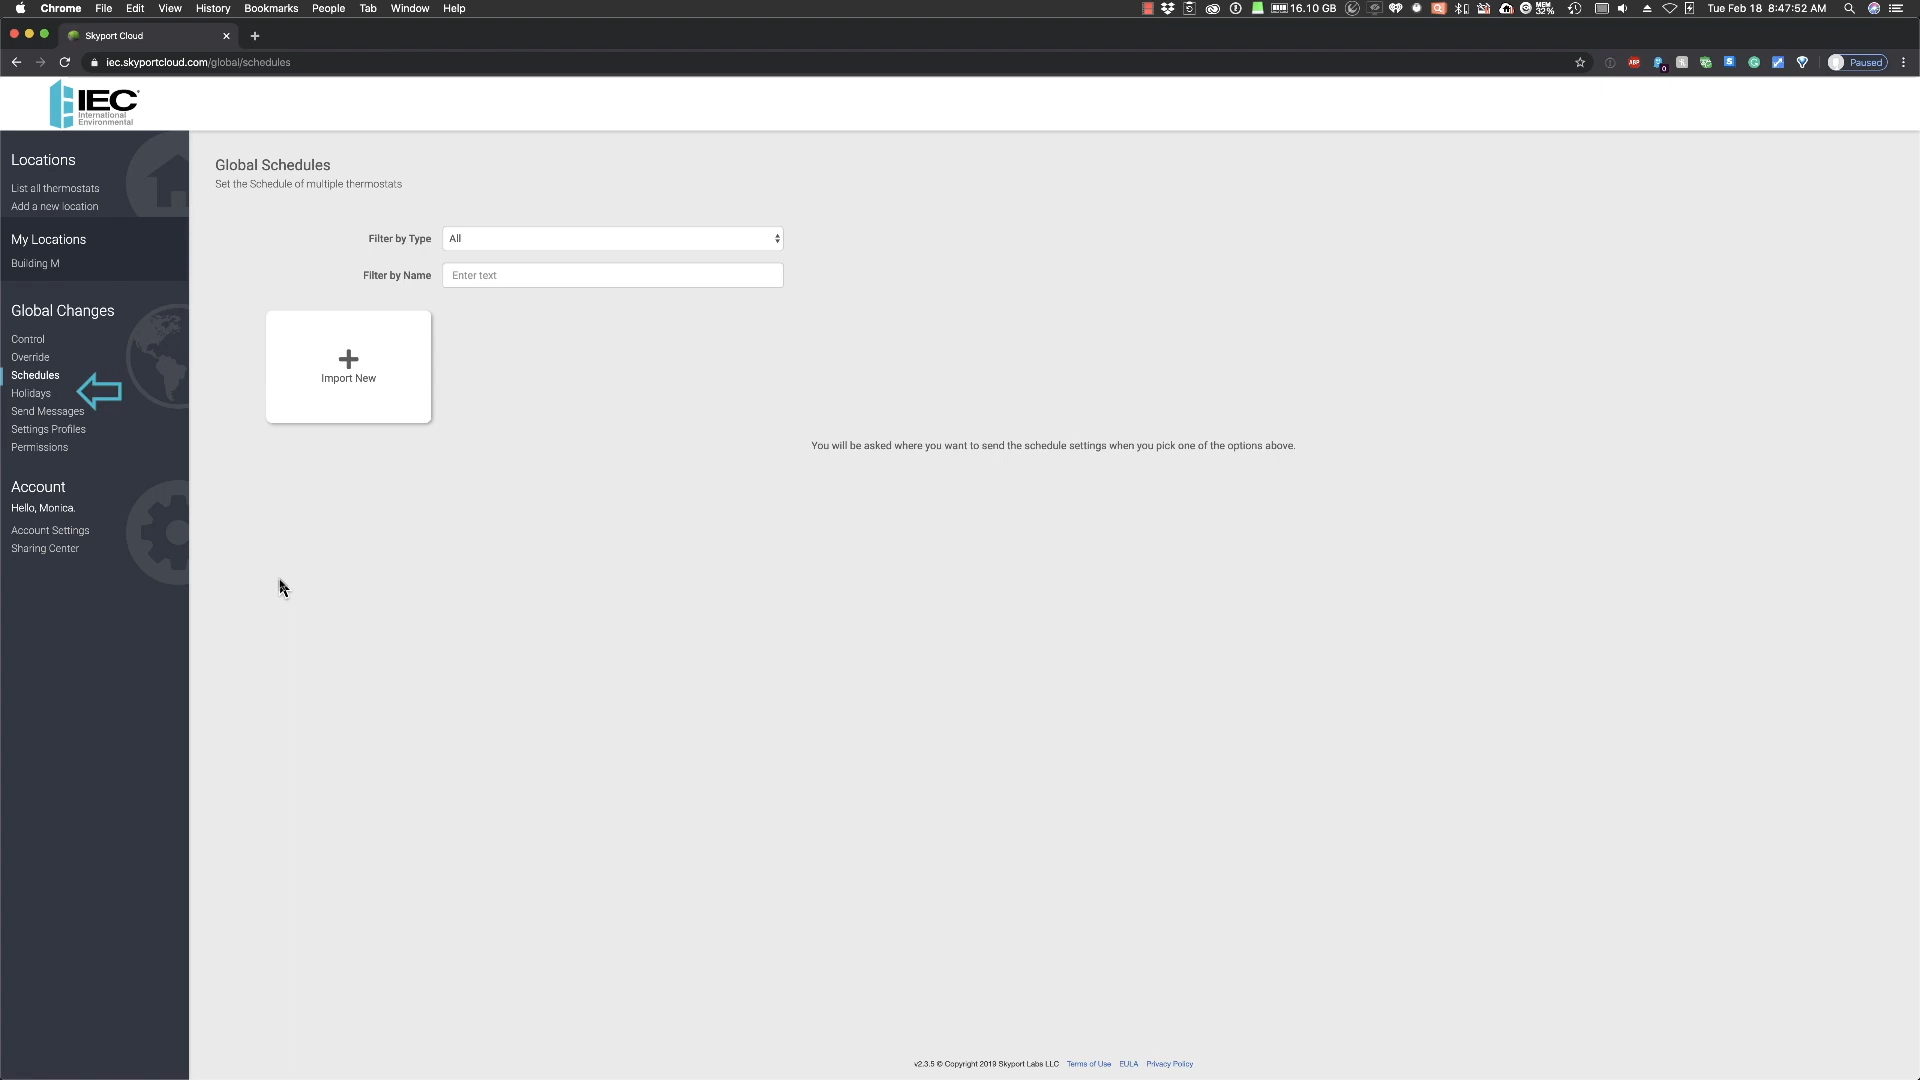 Chrome File Edit View History Bookmarks People Tab Window Help 16.10 GB MEM 32% Tue Feb 18 8:47:52 AM
Skyport Cloud
iec.skyportcloud.com/global/schedules ABP 0 Paused
IEC
International
Environmental
Locations
List all thermostats
Add a new location
My Locations
Building M
Global Changes
Control
Override
Schedules
Holidays
Send Messages
Settings Profiles
Permissions
Account
Hello, Monica.
Account Settings
Sharing Center
Global Schedules
Set the Schedule of multiple thermostats
Filter by Type All
Filter by Name Enter text
Import New
You will be asked where you want to send the schedule settings when you pick one of the options above.
v2.3.5 © Copyright 2019 Skyport Labs LLC Terms of Use EULA Privacy Policy